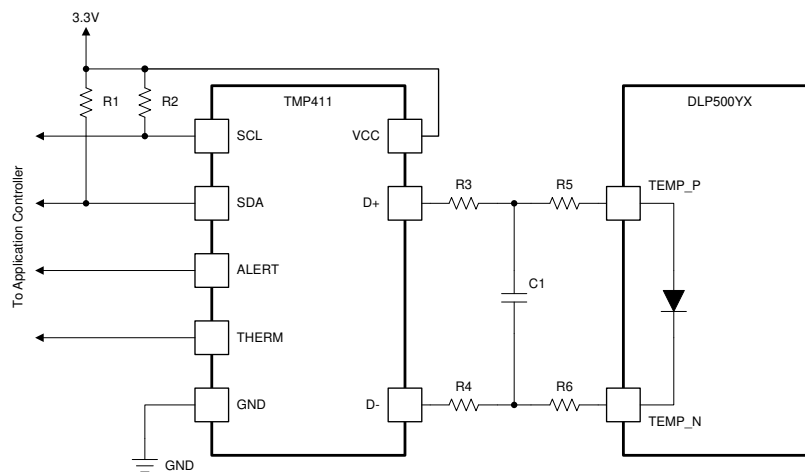 3.3V
TMP411
DLP500YX
R1
R2
SCL
VCC
R3
R5
TEMP_P
SDA
D+
To Application Controller
ALERT
C1
THERM
R4
R6
GND
D-
TEMP_N
GND